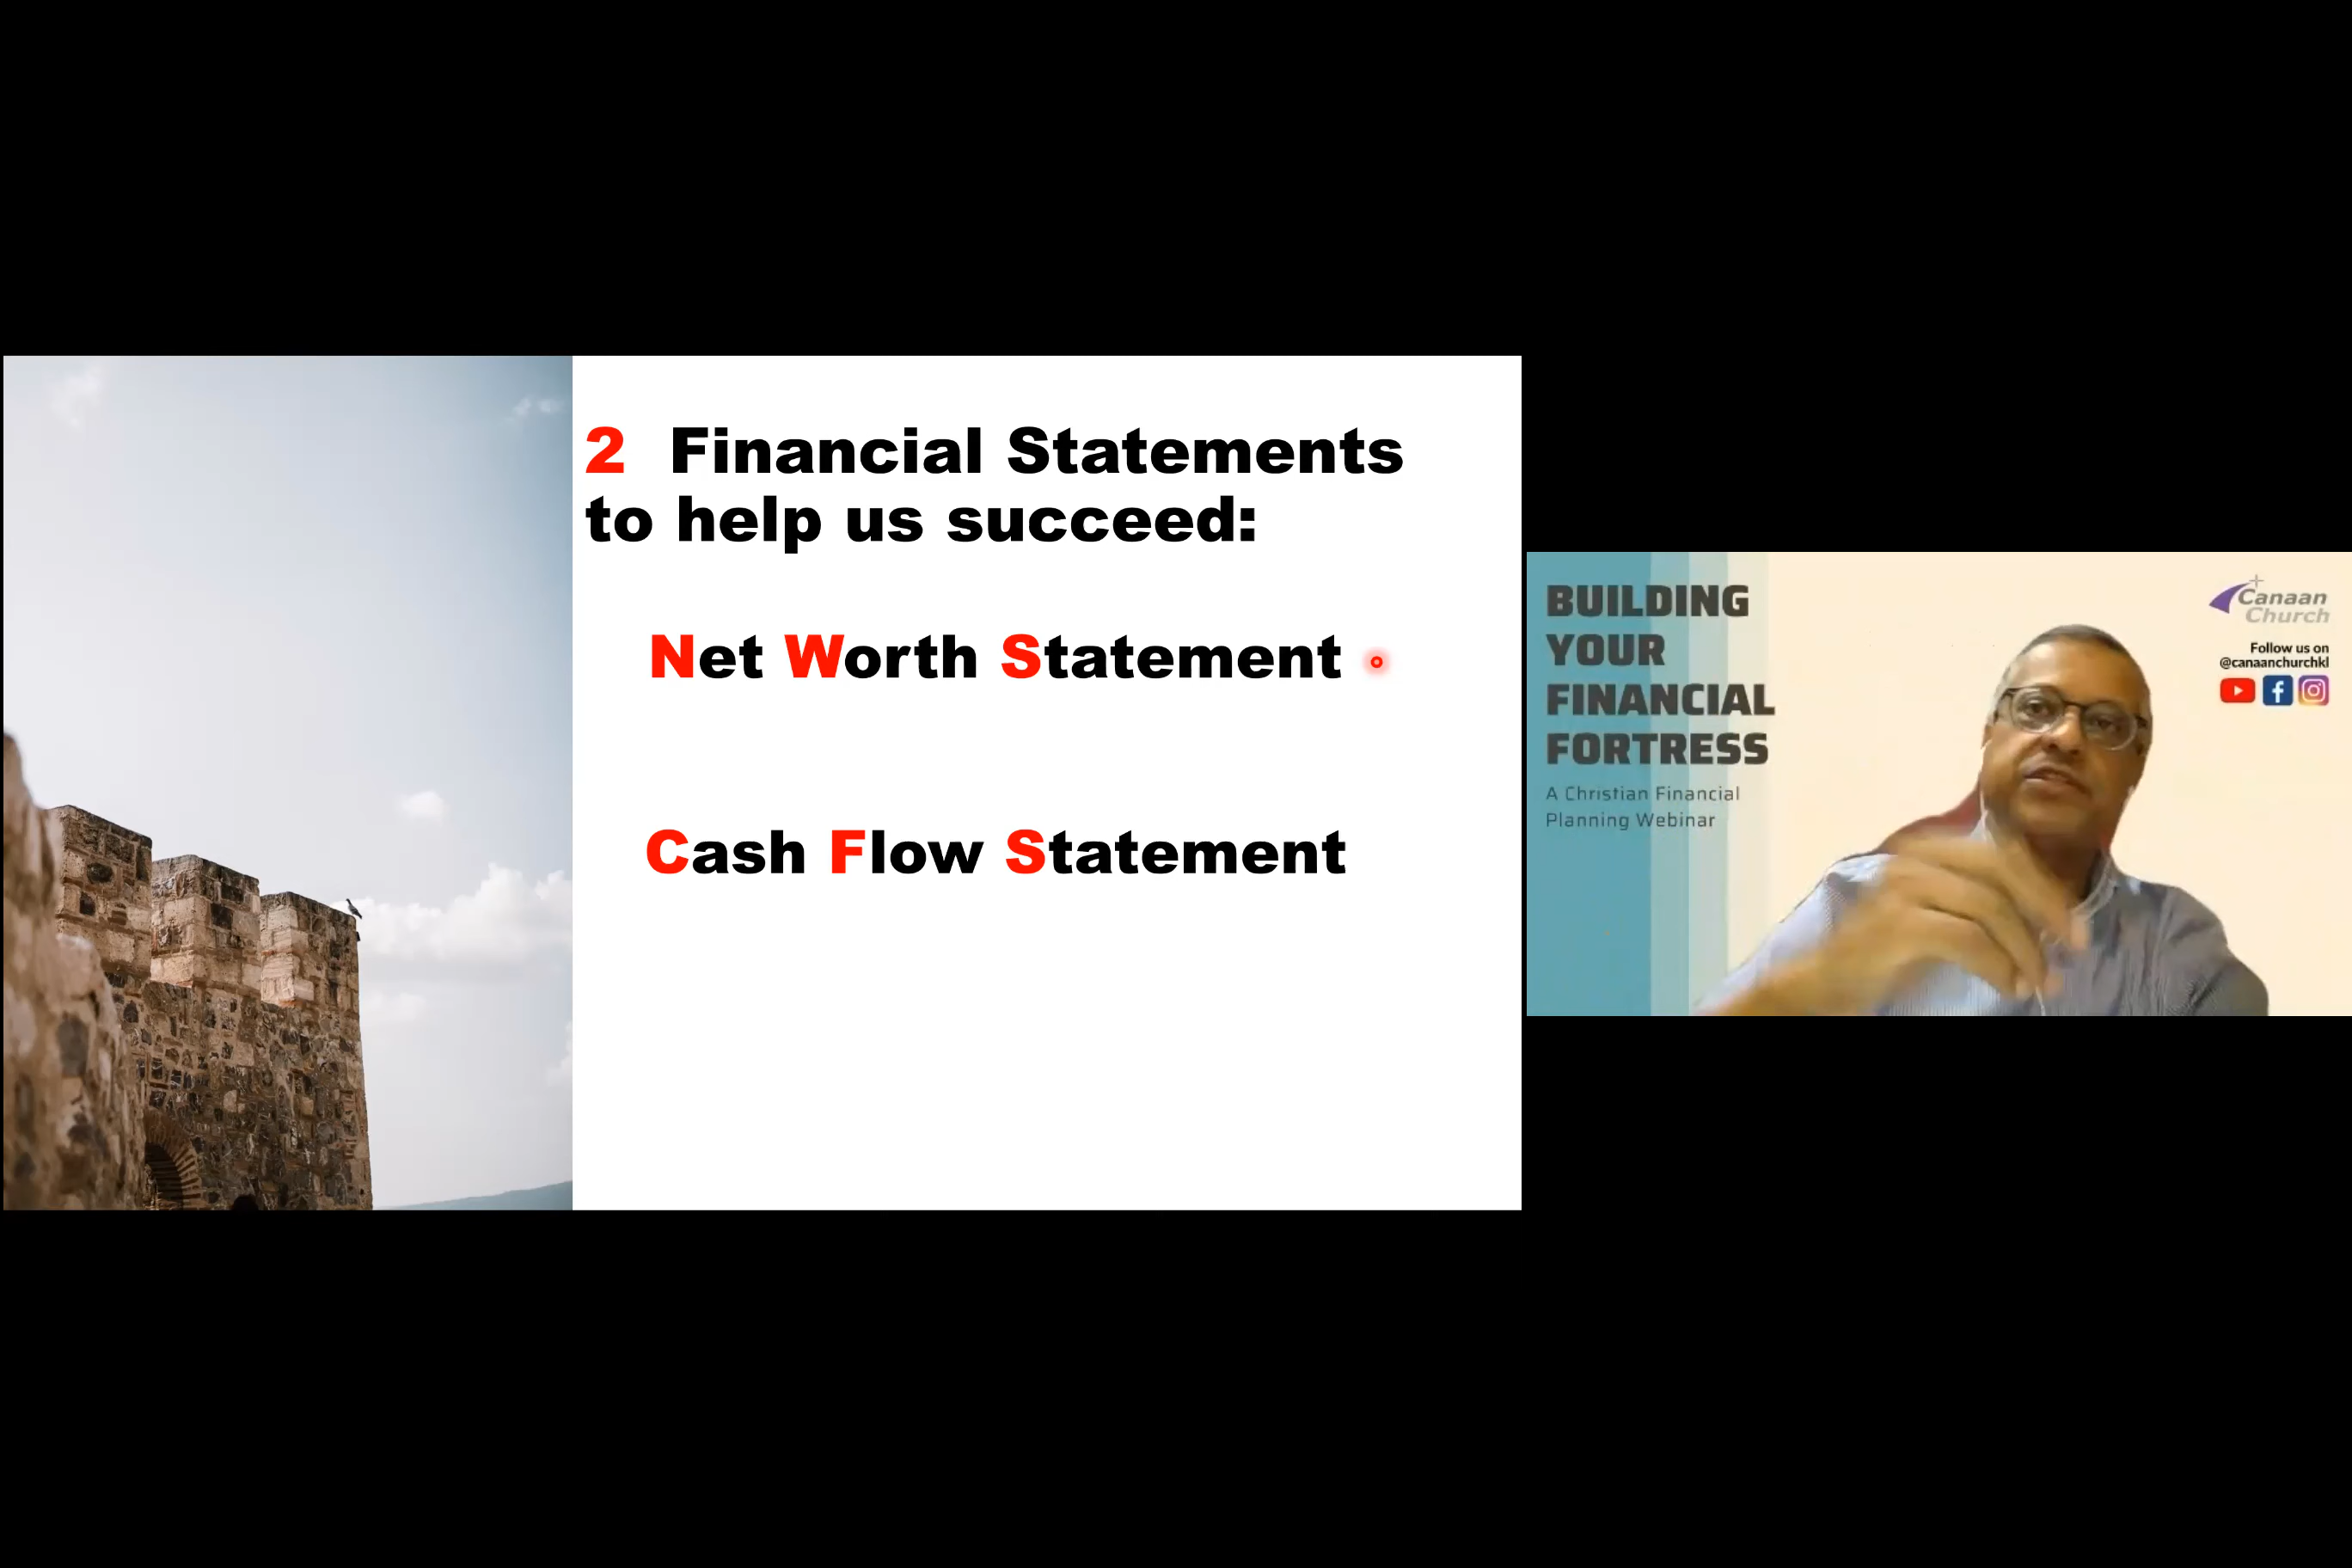 2 Financial Statements
to help us succeed:
Net Worth Statement
Cash Flow Statement
BUILDING
YOUR
FINANCIAL
FORTRESS
A Christian Financial
Planning Webinar
Canaan
Church
Follow us on
@canaanchurchkl